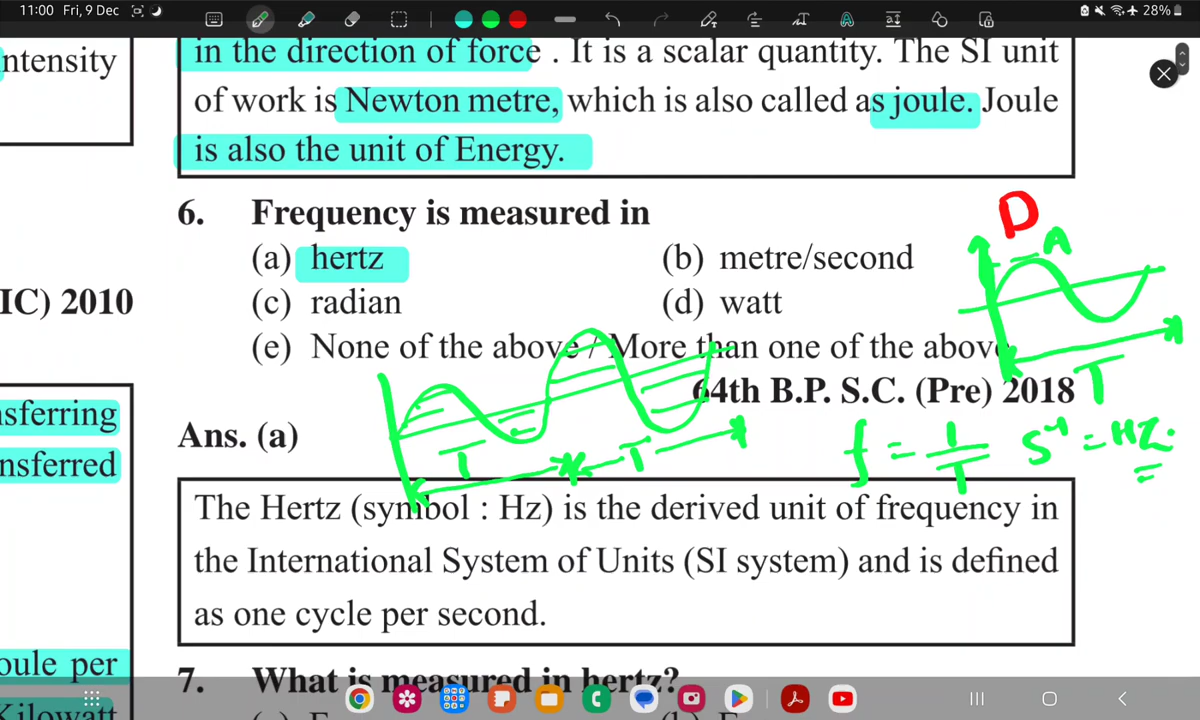 11:00 Fri, 9 Dec
28%
ntensity
IC) 2010
nsferring
nsferred
oule per
Kilowatt
in the direction of force . It is a scalar quantity. The SI unit
of work is Newton metre, which is also called as joule. Joule
is also the unit of Energy.
6. Frequency is measured in
(a) hertz (b) metre/second
(c) radian (d) watt
(e) None of the above / More than one of the above
64th B.P. S.C. (Pre) 2018
Ans. (a)
D
A
T
T T
f = 1/T S⁻¹ = HZ.
The Hertz (symbol : Hz) is the derived unit of frequency in
the International System of Units (SI system) and is defined
as one cycle per second.
7. What is measured in hertz?